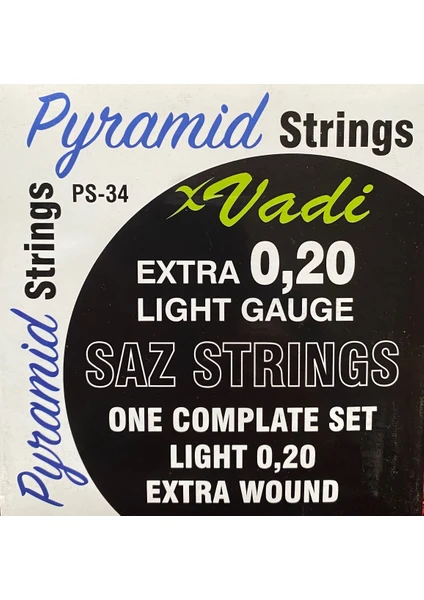 Pyramid Strings
Pyramid Strings
PS-34
xVadi
EXTRA 0,20
LIGHT GAUGE
SAZ STRINGS
ONE COMPLATE SET
LIGHT 0,20
EXTRA WOUND